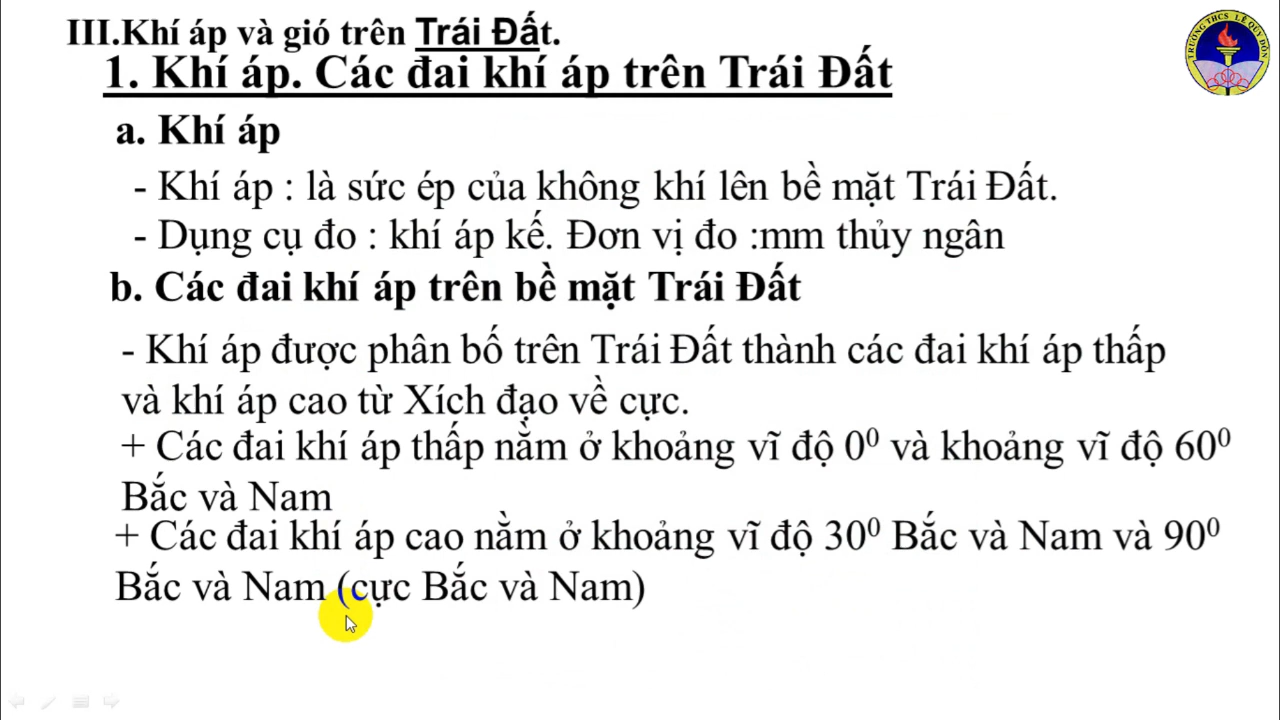 III.Khí áp và gió trên Trái Đất.
TRƯỜNG THCS LÊ QUÝ ĐÔN
1. Khí áp. Các đai khí áp trên Trái Đất
a. Khí áp
- Khí áp : là sức ép của không khí lên bề mặt Trái Đất.
- Dụng cụ đo : khí áp kế. Đơn vị đo :mm thủy ngân
b. Các đai khí áp trên bề mặt Trái Đất
- Khí áp được phân bố trên Trái Đất thành các đai khí áp thấp
và khí áp cao từ Xích đạo về cực.
+ Các đai khí áp thấp nằm ở khoảng vĩ độ 0⁰ và khoảng vĩ độ 60⁰
Bắc và Nam
+ Các đai khí áp cao nằm ở khoảng vĩ độ 30⁰ Bắc và Nam và 90⁰
Bắc và Nam (cực Bắc và Nam)